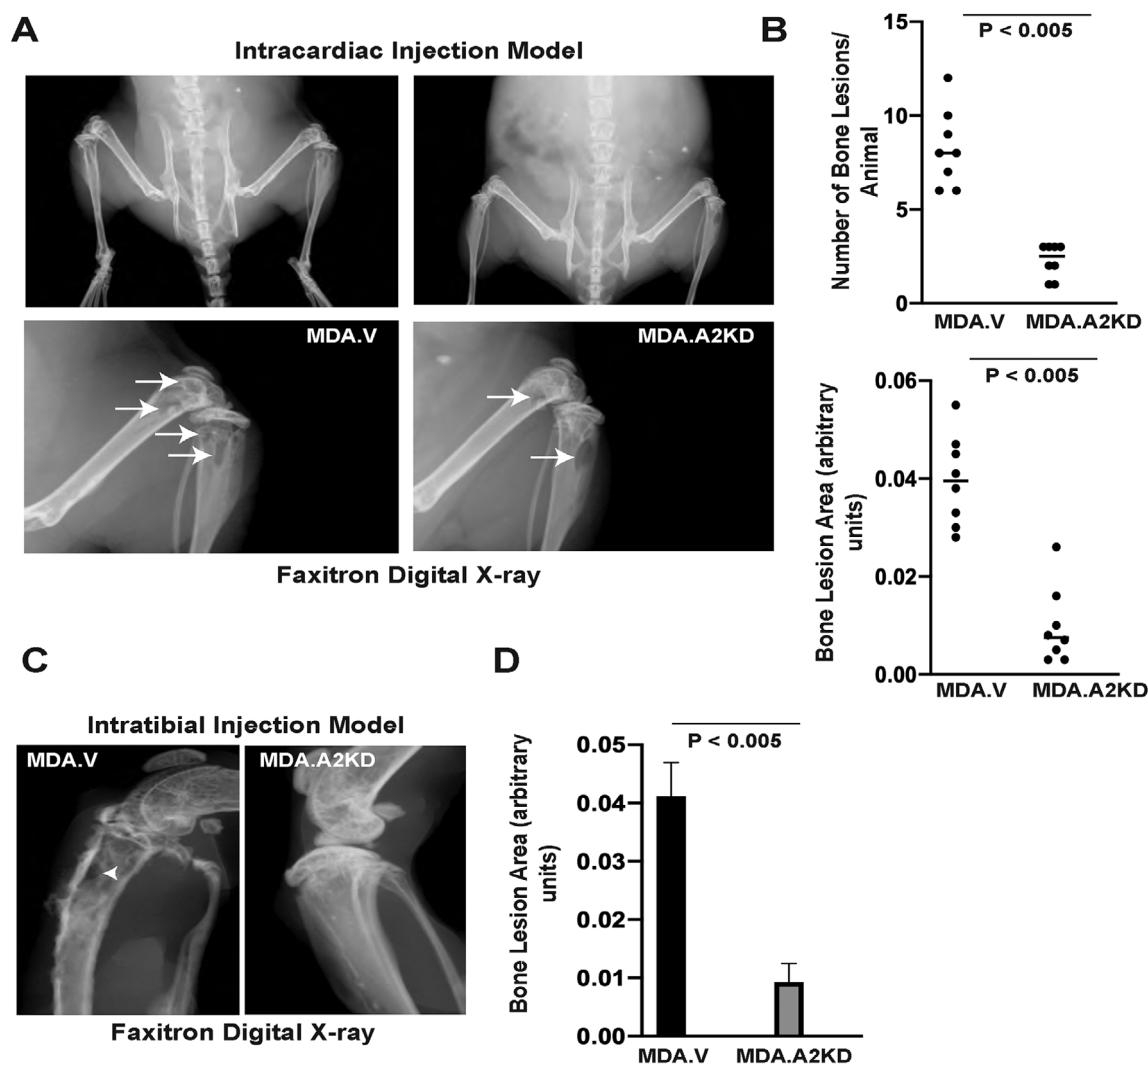 A
Intracardiac Injection Model
MDA.V
MDA.A2KD
Faxitron Digital X-ray
B
Number of Bone Lesions/
Animal
15
10
5
0
P < 0.005
MDA.V
MDA.A2KD
Bone Lesion Area (arbitrary
units)
0.06
0.04
0.02
0.00
P < 0.005
MDA.V
MDA.A2KD
C
Intratibial Injection Model
MDA.V
MDA.A2KD
Faxitron Digital X-ray
D
Bone Lesion Area (arbitrary
units)
0.05
0.04
0.03
0.02
0.01
0.00
P < 0.005
MDA.V
MDA.A2KD